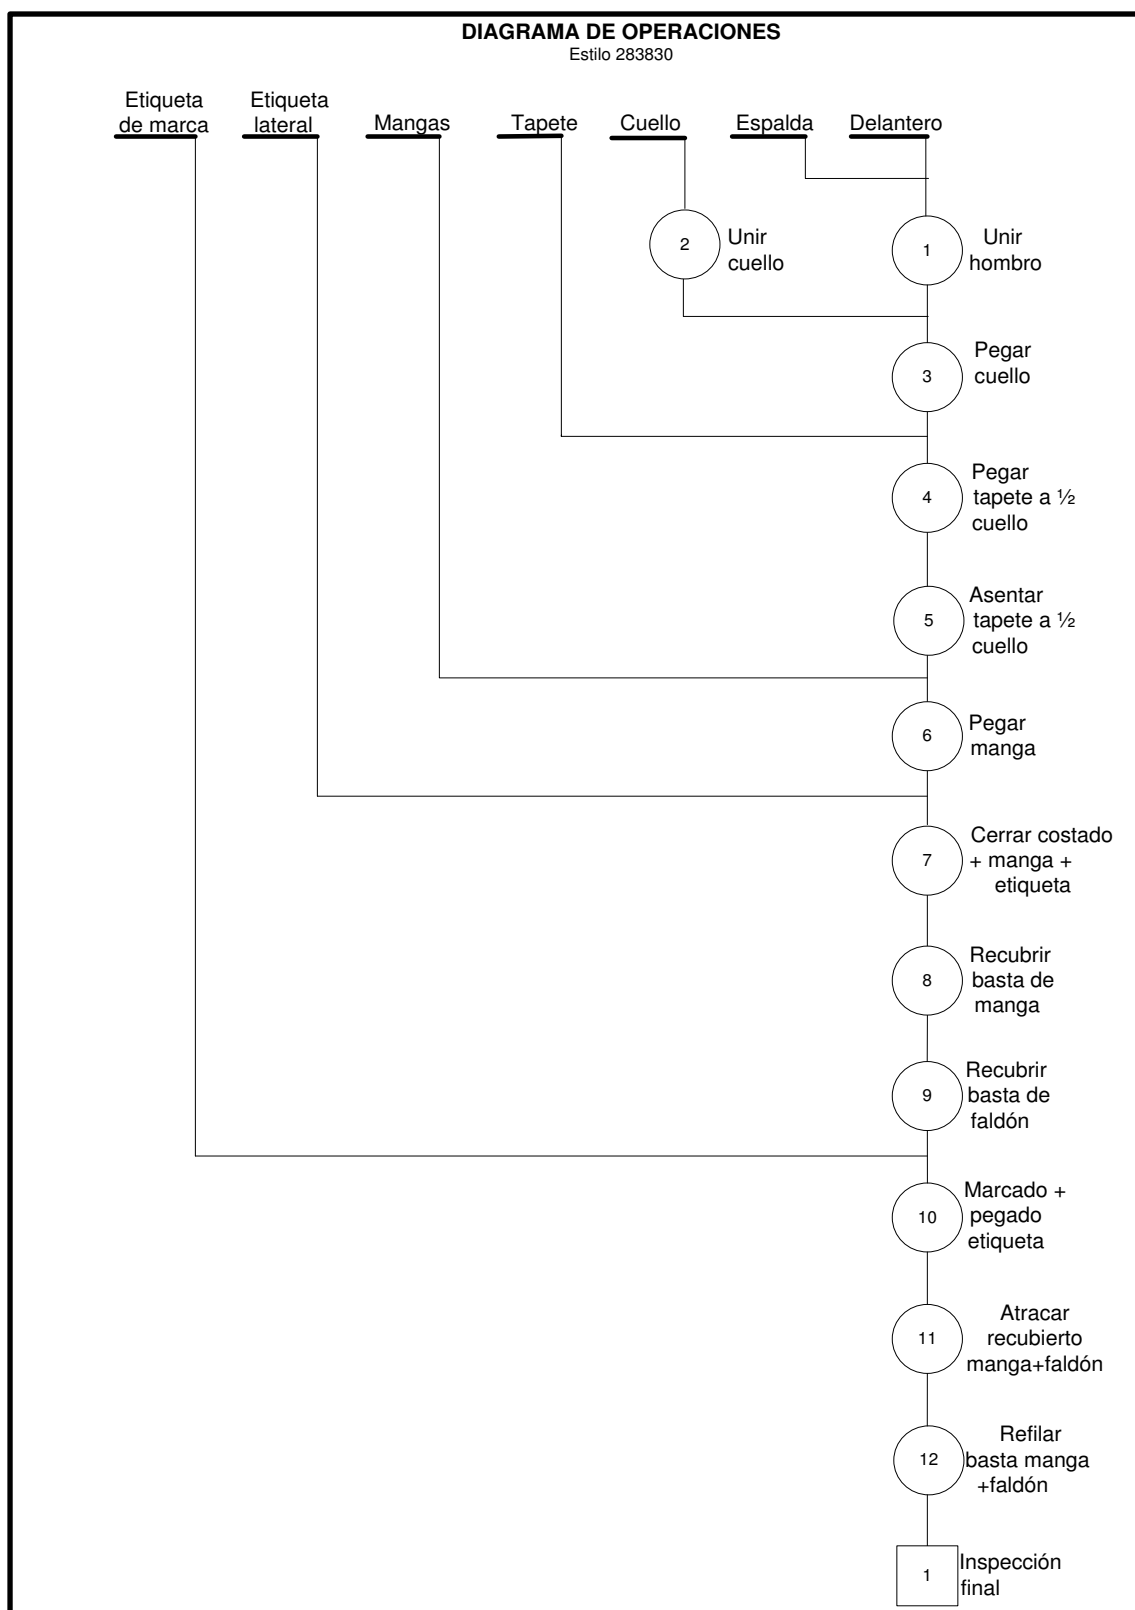 DIAGRAMA DE OPERACIONES
Estilo 283830
Etiqueta
de marca
Etiqueta
lateral
Mangas
Tapete
Cuello
Espalda
Delantero
2
Unir
cuello
1
Unir
hombro
3
Pegar
cuello
4
Pegar
tapete a ½
cuello
5
Asentar
tapete a ½
cuello
6
Pegar
manga
7
Cerrar costado
+ manga +
etiqueta
8
Recubrir
basta de
manga
9
Recubrir
basta de
faldón
10
Marcado +
pegado
etiqueta
11
Atracar
recubierto
manga+faldón
12
Refilar
basta manga
+faldón
1
Inspección
final